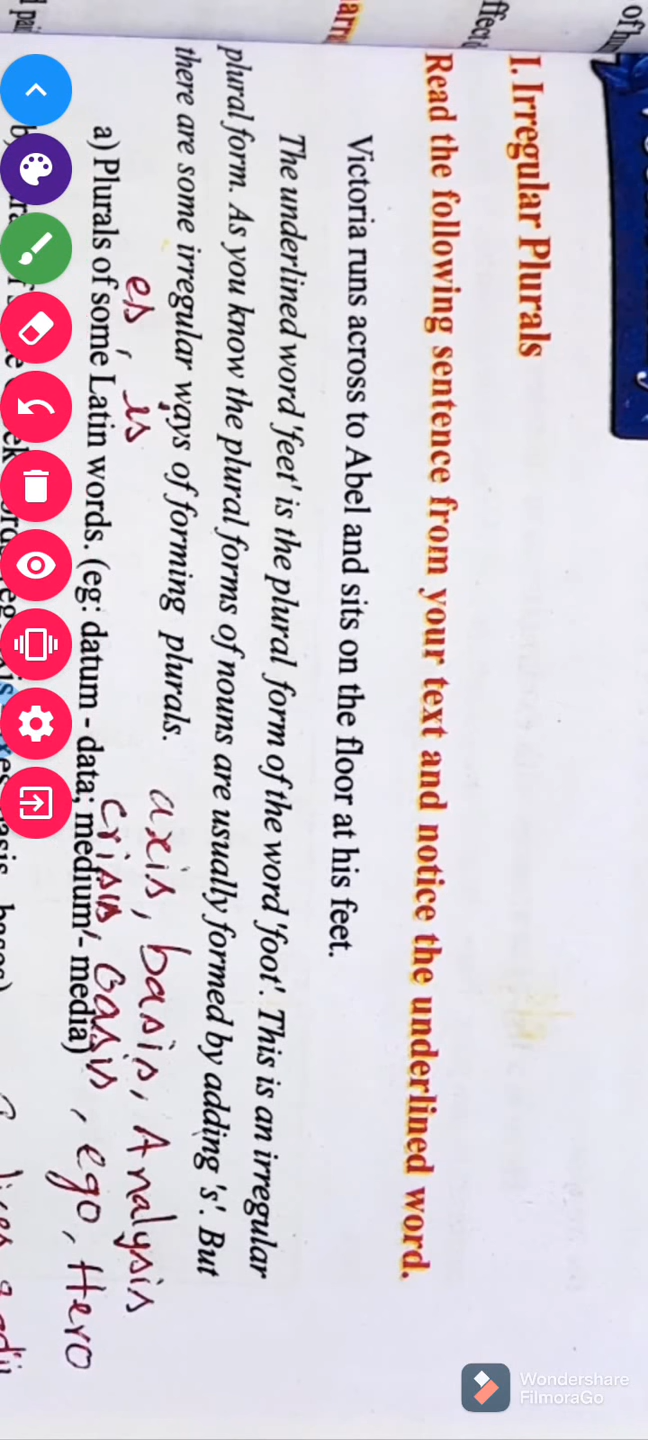 I. Irregular Plurals
Read the following sentence from your text and notice the underlined word.
Victoria runs across to Abel and sits on the floor at his feet.
The underlined word 'feet' is the plural form of the word 'foot'. This is an irregular
plural form. As you know the plural forms of nouns are usually formed by adding 's'. But
there are some irregular ways of forming plurals.
es, is
axis, basis, Analysis
a) Plurals of some Latin words. (eg: datum - data; medium - media)
crisis, Oasis, ego, Hero
Wondershare
FilmoraGo